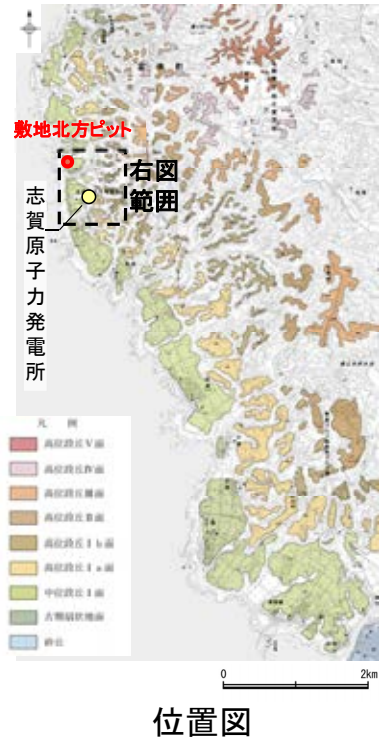 敷地北方ピット
右図
範囲
志賀原子力発電所
凡 例
高位段丘Ⅴ面
高位段丘Ⅳ面
高位段丘Ⅲ面
高位段丘Ⅱ面
高位段丘Ⅰb面
高位段丘Ⅰa面
中位段丘Ⅰ面
古期扇状地面
砂丘
0 2km
位置図